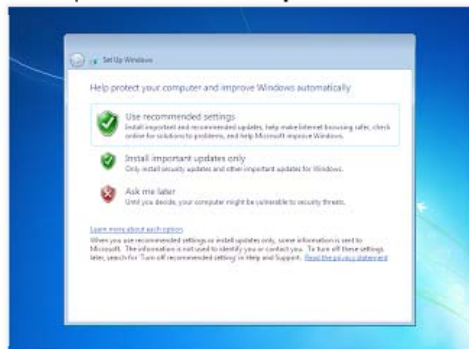 Set Up Windows
Help protect your computer and improve Windows automatically
Use recommended settings
Install important and recommended updates, help make Internet browsing safer, check
online for solutions to problems, and help Microsoft improve Windows.
Install important updates only
Only install security updates and other important updates for Windows.
Ask me later
Until you decide, your computer might be vulnerable to security threats.
Learn more about each option
When you use recommended settings or install updates only, some information is sent to
Microsoft. The information is not used to identify you or contact you. To turn off these settings
later, search for "Turn off recommended settings" in Help and Support. Read the privacy statement